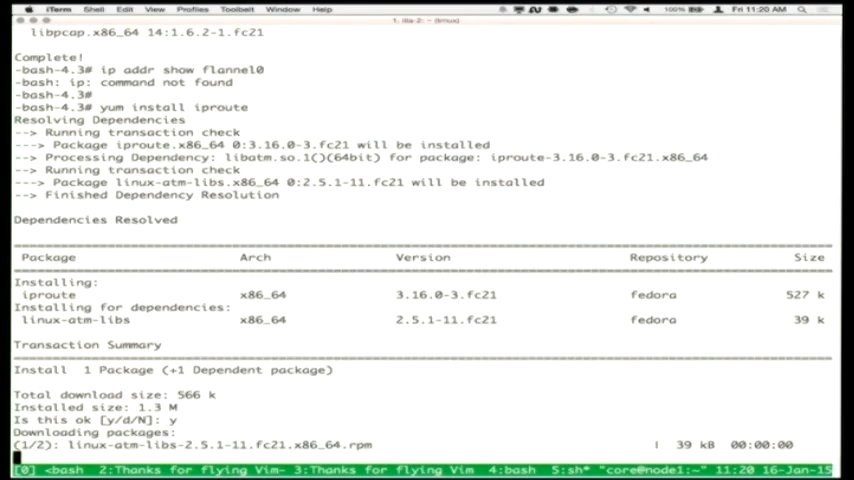 iTerm Shell Edit View Profiles Toolbelt Window Help 100% Fri 11:20 AM
1. lilla-2: ~ (tmux)
libpcap.x86_64 14:1.6.2-1.fc21
Complete!
-bash-4.3# ip addr show flannel0
-bash: ip: command not found
-bash-4.3#
-bash-4.3# yum install iproute
Resolving Dependencies
--> Running transaction check
---> Package iproute.x86_64 0:3.16.0-3.fc21 will be installed
--> Processing Dependency: libatm.so.1()(64bit) for package: iproute-3.16.0-3.fc21.x86_64
--> Running transaction check
---> Package linux-atm-libs.x86_64 0:2.5.1-11.fc21 will be installed
--> Finished Dependency Resolution
Dependencies Resolved
Package Arch Version Repository Size
Installing:
iproute x86_64 3.16.0-3.fc21 fedora 527 k
Installing for dependencies:
linux-atm-libs x86_64 2.5.1-11.fc21 fedora 39 k
Transaction Summary
Install 1 Package (+1 Dependent package)
Total download size: 566 k
Installed size: 1.3 M
Is this ok [y/d/N]: y
Downloading packages:
(1/2): linux-atm-libs-2.5.1-11.fc21.x86_64.rpm | 39 kB 00:00:00
[0] <bash 2:Thanks for flying Vim- 3:Thanks for flying Vim 4:bash 5:sh* "core@node1:~" 11:20 16-Jan-15